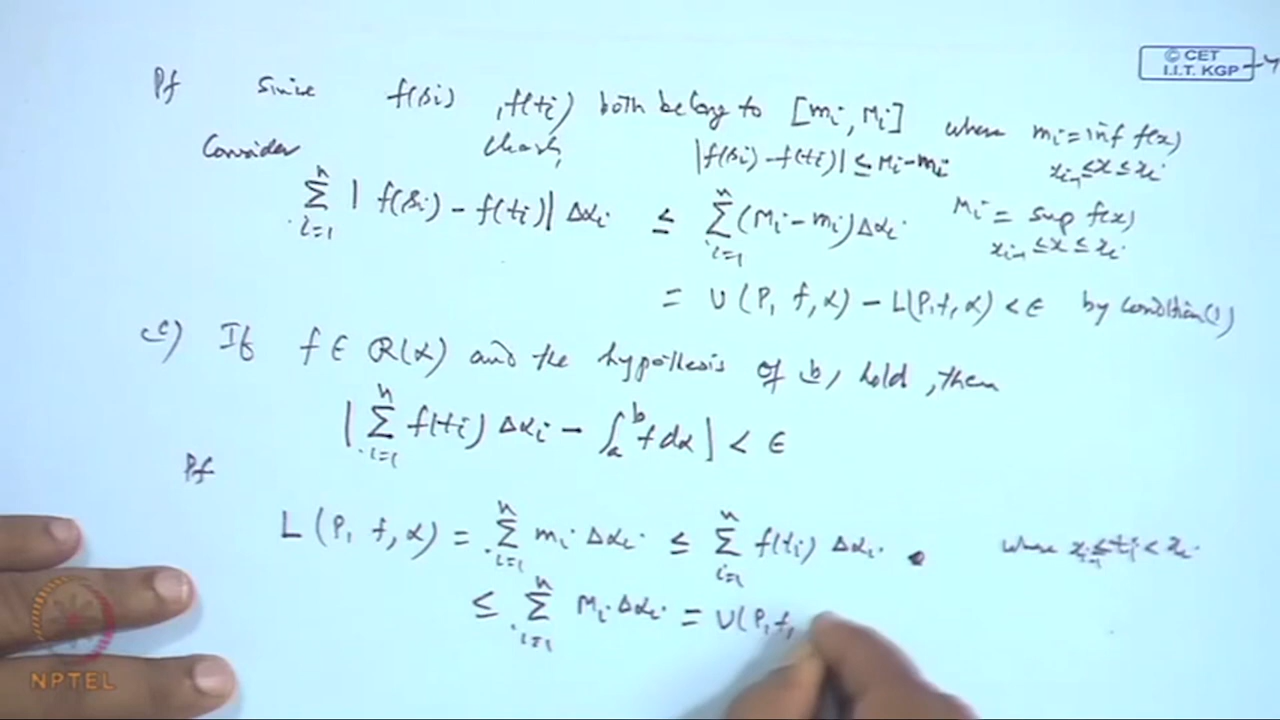 © CET
I.I.T. KGP
Pf Since f(si), f(ti) both belong to [mi, Mi] where mi = inf f(x)
xi-1 ≤ x ≤ xi
Consider |f(si) - f(ti)| ≤ Mi - mi
n∑i=1 | f(si) - f(ti)| Δαi ≤ n∑i=1 (Mi - mi) Δαi Mi = sup f(x)
xi-1 ≤ x ≤ xi
= U(P, f, α) - L(P, f, α) < ϵ by condition (1)
(c) If f ∈ R(α) and the hypothesis of (b) hold, then
| n∑i=1 f(ti) Δαi - ∫ab f dα | < ϵ
Pf
L(P, f, α) = n∑i=1 mi Δαi ≤ n∑i=1 f(ti) Δαi where xi-1 ≤ ti < xi
≤ n∑i=1 Mi Δαi = U(P, f,
NPTEL